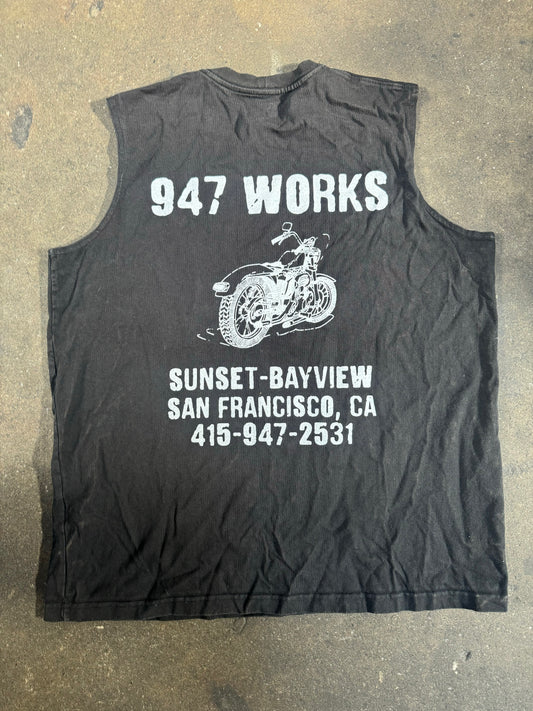 947 WORKS
SUNSET-BAYVIEW
SAN FRANCISCO, CA
415-947-2531